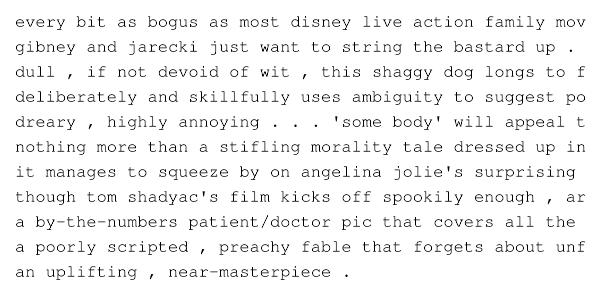 every bit as bogus as most disney live action family mov
gibney and jarecki just want to string the bastard up .
dull , if not devoid of wit , this shaggy dog longs to f
deliberately and skillfully uses ambiguity to suggest po
dreary , highly annoying . . . 'some body' will appeal t
nothing more than a stifling morality tale dressed up in
it manages to squeeze by on angelina jolie's surprising
though tom shadyac's film kicks off spookily enough , ar
a by-the-numbers patient/doctor pic that covers all the
a poorly scripted , preachy fable that forgets about unf
an uplifting , near-masterpiece .